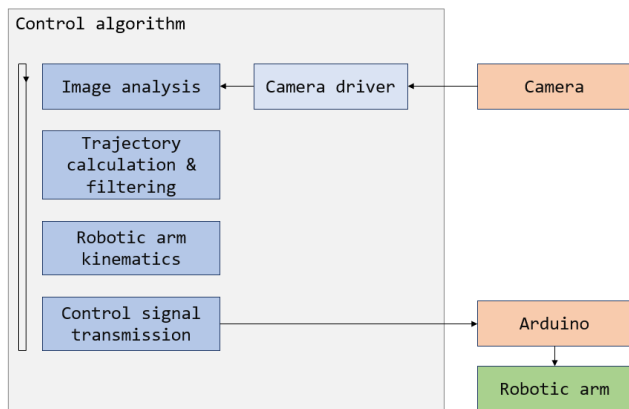 Control algorithm
Image analysis
Camera driver
Camera
Trajectory
calculation &
filtering
Robotic arm
kinematics
Control signal
transmission
Arduino
Robotic arm